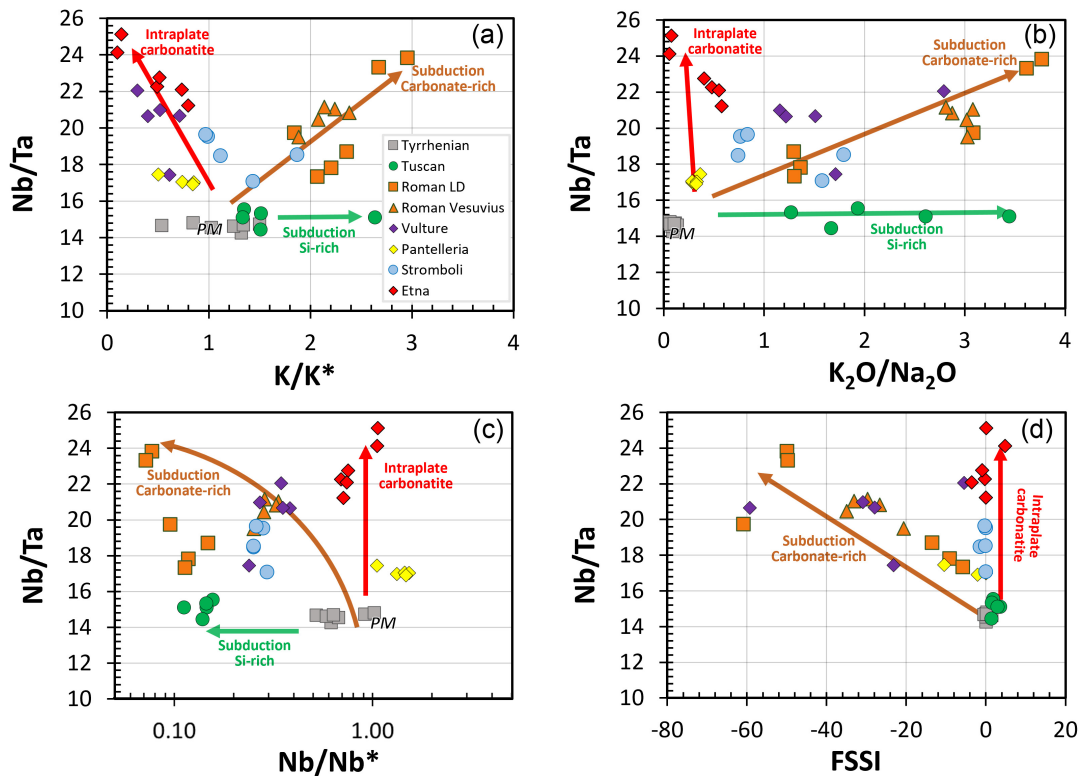 (a)
Intraplate
carbonatite
Subduction
Carbonate-rich
Subduction
Si-rich
PM
Tyrrhenian
Tuscan
Roman LD
Roman Vesuvius
Vulture
Pantelleria
Stromboli
Etna
Nb/Ta
26
24
22
20
18
16
14
12
10
0 1 2 3 4
K/K*
(b)
Intraplate
carbonatite
Subduction
Carbonate-rich
Subduction
Si-rich
PM
Nb/Ta
26
24
22
20
18
16
14
12
10
0 1 2 3 4
K₂O/Na₂O
(c)
Subduction
Carbonate-rich
Intraplate
carbonatite
Subduction
Si-rich
PM
Nb/Ta
26
24
22
20
18
16
14
12
10
0.10 1.00
Nb/Nb*
(d)
Subduction
Carbonate-rich
Intraplate
carbonatite
Nb/Ta
26
24
22
20
18
16
14
12
10
-80 -60 -40 -20 0 20
FSSI